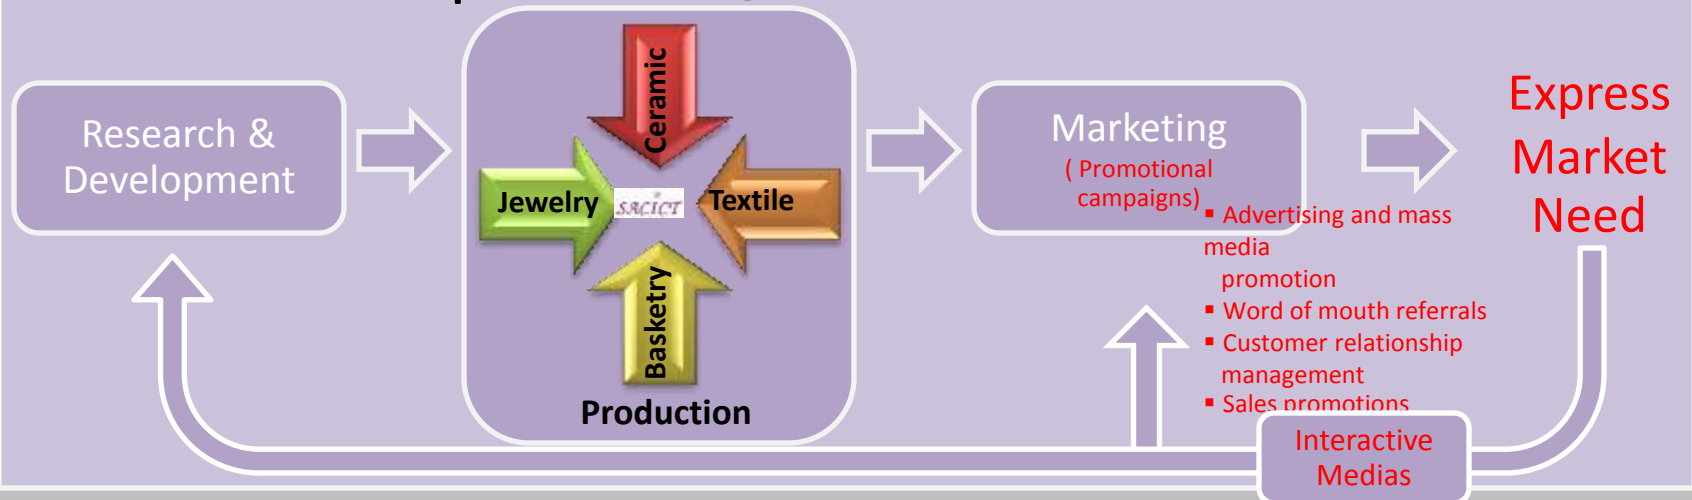 Research &
Development
Ceramic
Jewelry
SACICT
Textile
Basketry
Production
Marketing
( Promotional
campaigns)
▪ Advertising and mass
media
promotion
▪ Word of mouth referrals
▪ Customer relationship
management
▪ Sales promotions
Express
Market
Need
Interactive
Medias